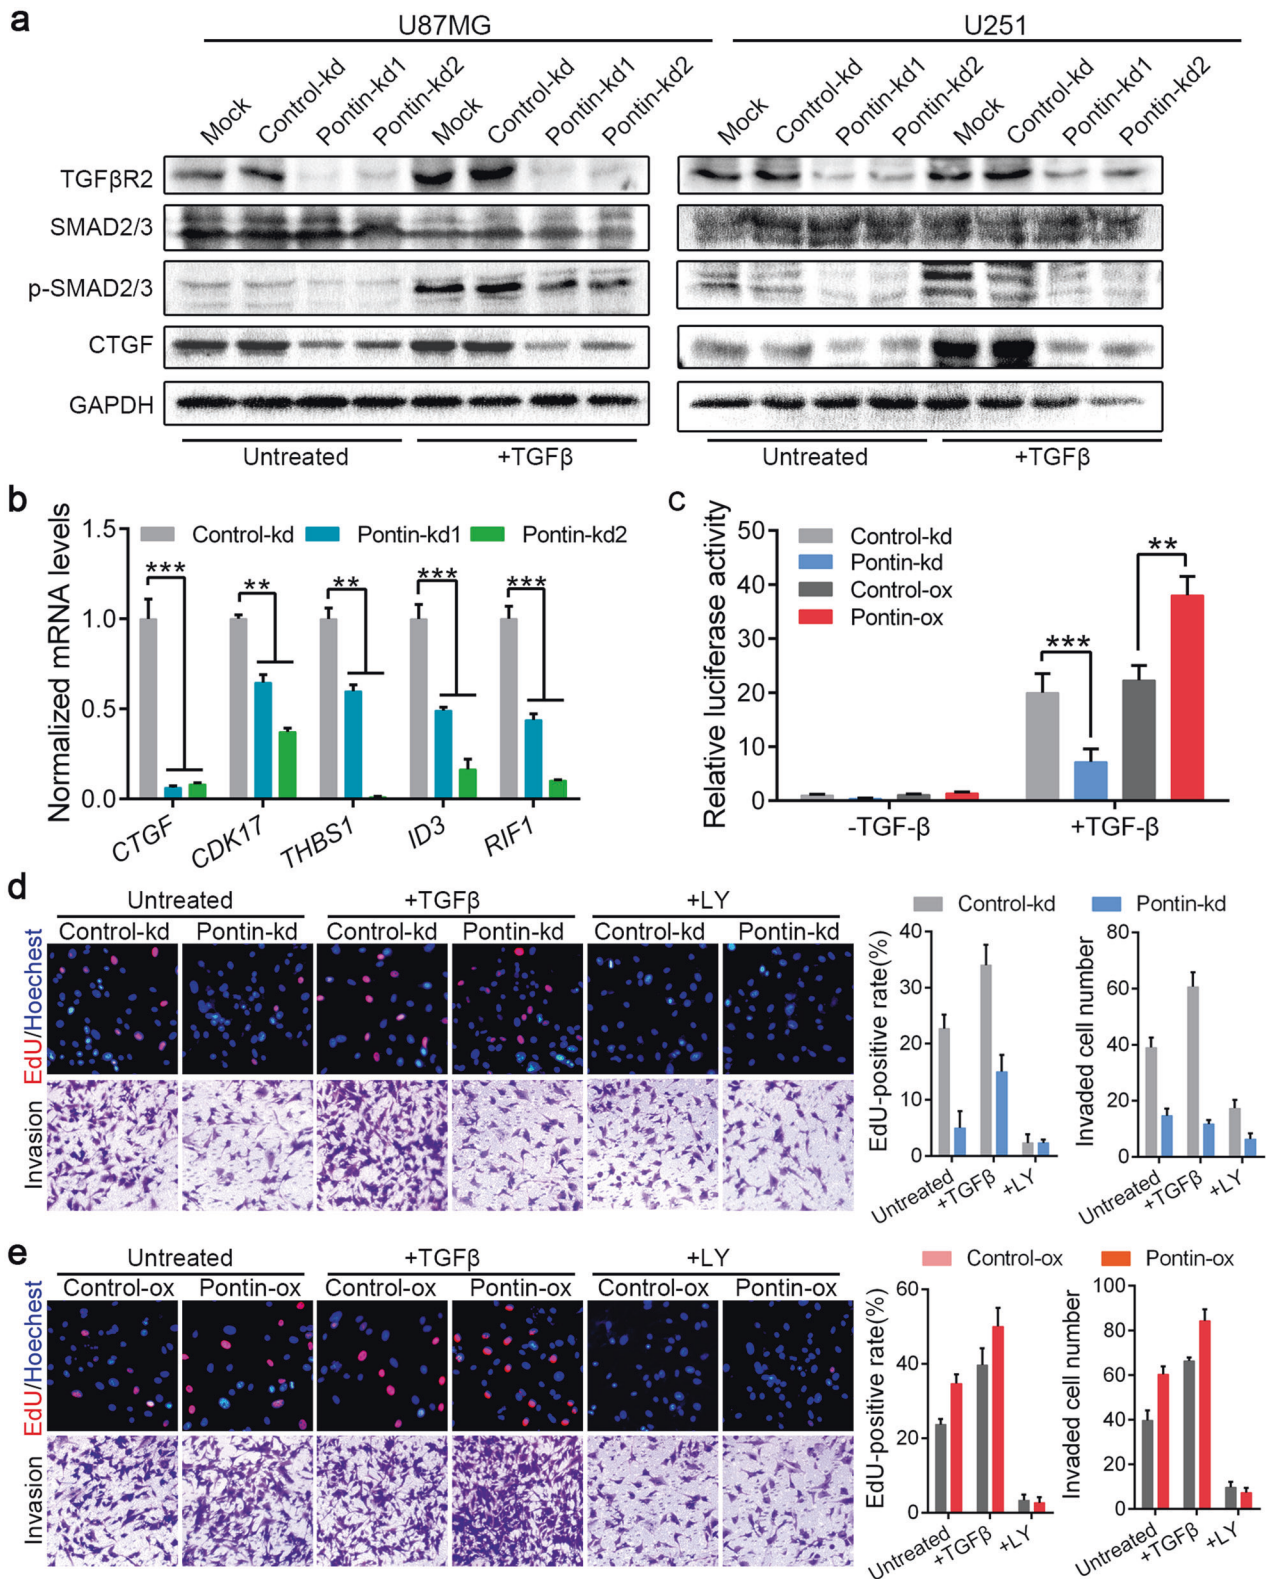 a
U87MG
U251
Mock
Control-kd
Pontin-kd1
Pontin-kd2
Mock
Control-kd
Pontin-kd1
Pontin-kd2
Mock
Control-kd
Pontin-kd1
Pontin-kd2
Mock
Control-kd
Pontin-kd1
Pontin-kd2
TGFβR2
SMAD2/3
p-SMAD2/3
CTGF
GAPDH
Untreated
+TGFβ
Untreated
+TGFβ
b
Normalized mRNA levels
Control-kd
Pontin-kd1
Pontin-kd2
1.5
1.0
0.5
0.0
***
**
**
***
***
CTGF
CDK17
THBS1
ID3
RIF1
c
Relative luciferase activity
50
40
30
20
10
0
Control-kd
Pontin-kd
Control-ox
Pontin-ox
***
**
-TGF-β
+TGF-β
d
Untreated
+TGFβ
+LY
Control-kd
Pontin-kd
Control-kd
Pontin-kd
Control-kd
Pontin-kd
EdU/Hoechest
Invasion
Control-kd
Pontin-kd
EdU-positive rate(%)
40
30
20
10
0
Untreated
+TGFβ
+LY
Invaded cell number
80
60
40
20
0
Untreated
+TGFβ
+LY
e
Untreated
+TGFβ
+LY
Control-ox
Pontin-ox
Control-ox
Pontin-ox
Control-ox
Pontin-ox
EdU/Hoechest
Invasion
Control-ox
Pontin-ox
EdU-positive rate(%)
60
40
20
0
Untreated
+TGFβ
+LY
Invaded cell number
100
80
60
40
20
0
Untreated
+TGFβ
+LY